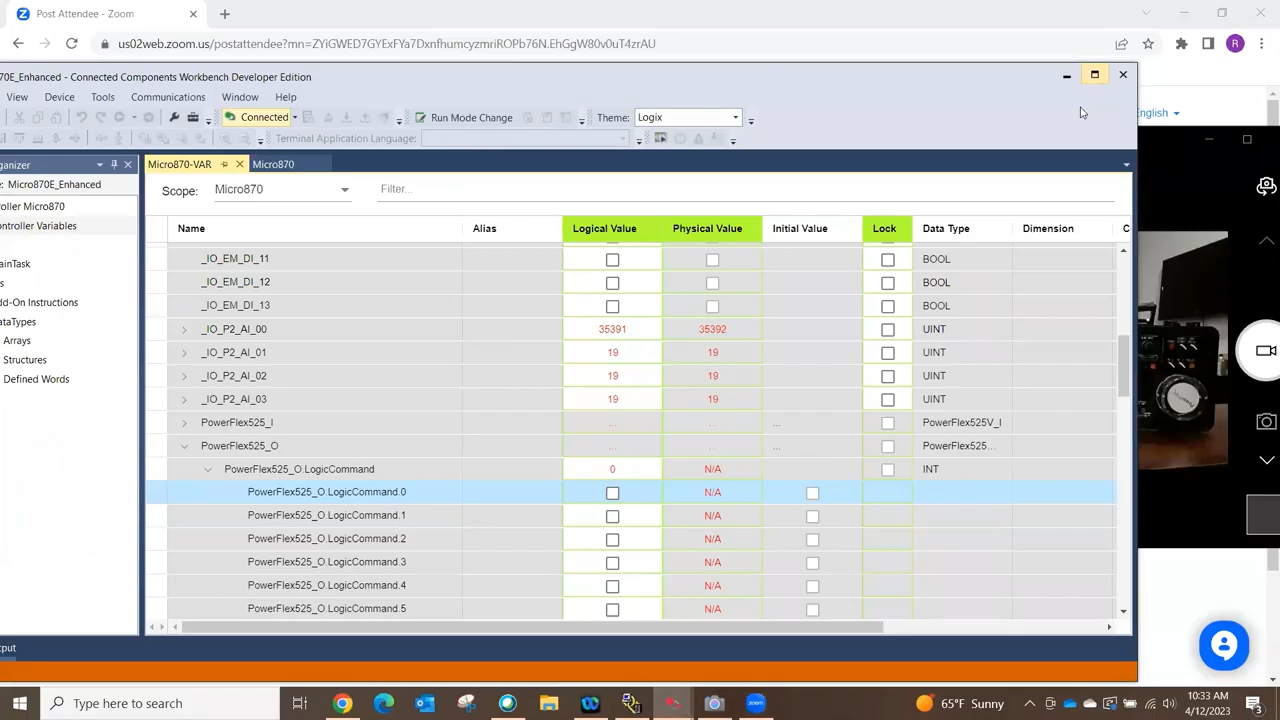 Post Attendee - Zoom
us02web.zoom.us/postattendee?mn=
R
70E_Enhanced - Connected Components Workbench Developer Edition
View Device Tools Communications Window Help
English
Connected Run Mode Change Theme: Logix
Terminal Application Language:
ganizer Micro870-VAR Micro870
: Micro870E_Enhanced Scope: Micro870 Filter...
ntroller Micro870
ontroller Variables Name Alias Logical Value Physical Value Initial Value Lock Data Type Dimension C
_IO_EM_DI_11 BOOL
ainTask
_IO_EM_DI_12 BOOL
s
dd-On Instructions _IO_EM_DI_13 BOOL
ataTypes _IO_P2_AI_00 35391 35392 UINT
Arrays _IO_P2_AI_01 19 19 UINT
Structures
Defined Words _IO_P2_AI_02 19 19 UINT
_IO_P2_AI_03 19 19 UINT
PowerFlex525_I ... ... ... PowerFlex525V_I
PowerFlex525_O ... ... ... PowerFlex525...
PowerFlex525_O.LogicCommand 0 N/A INT
PowerFlex525_O.LogicCommand.0 N/A
PowerFlex525_O.LogicCommand.1 N/A
PowerFlex525_O.LogicCommand.2 N/A
PowerFlex525_O.LogicCommand.3 N/A
PowerFlex525_O.LogicCommand.4 N/A
PowerFlex525_O.LogicCommand.5 N/A
tput
Type here to search 65°F Sunny 10:33 AM
4/12/2023
3